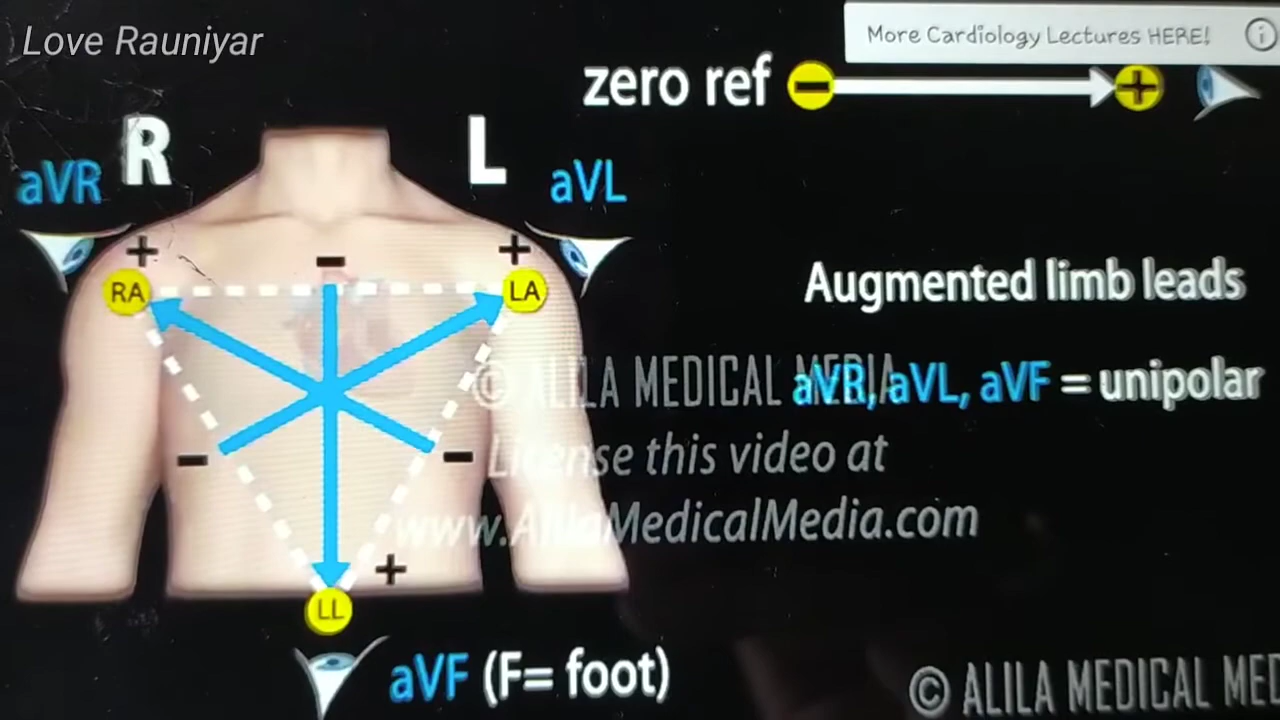 Love Rauniyar
More Cardiology Lectures HERE!
zero ref
R
L
aVR
aVL
RA
LA
Augmented limb leads
© ALILA MEDICAL MEDIA
aVR, aVL, aVF = unipolar
License this video at
www.AlilaMedicalMedia.com
LL
aVF (F= foot)
© ALILA MEDICAL MED